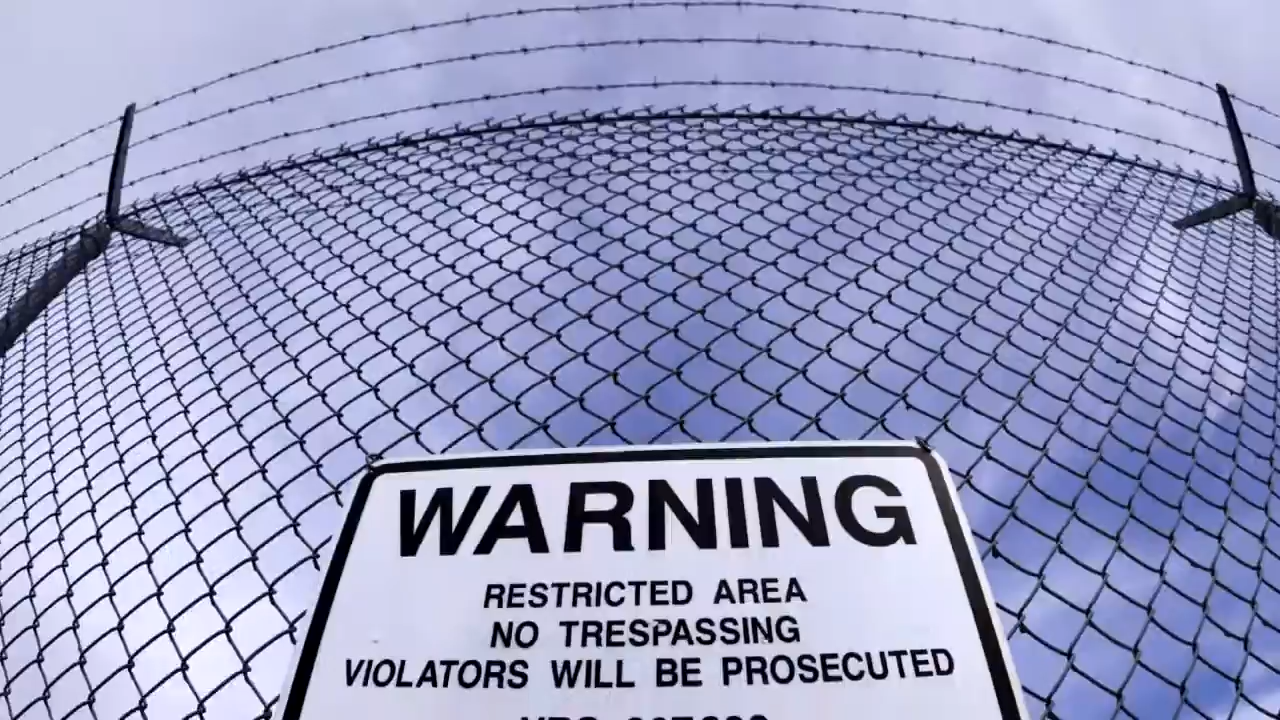 WARNING
RESTRICTED AREA
NO TRESPASSING
VIOLATORS WILL BE PROSECUTED